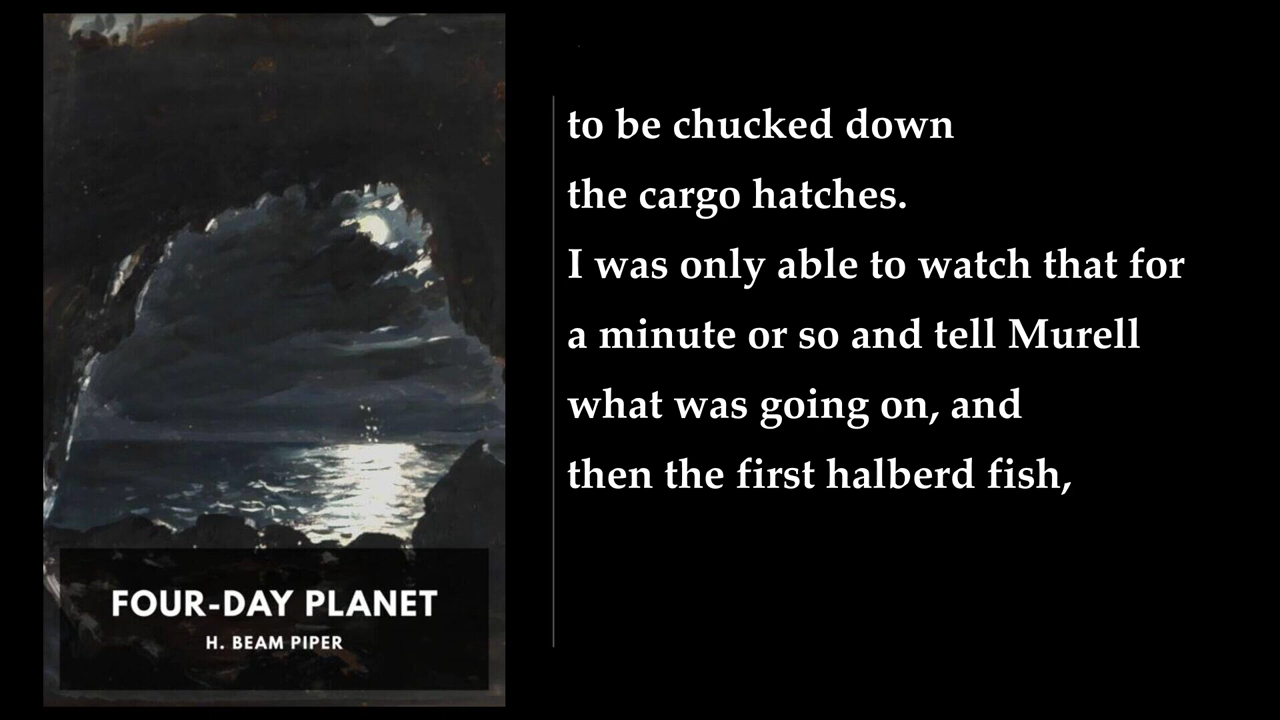 FOUR-DAY PLANET
H. BEAM PIPER
to be chucked down
the cargo hatches.
I was only able to watch that for
a minute or so and tell Murell
what was going on, and
then the first halberd fish,